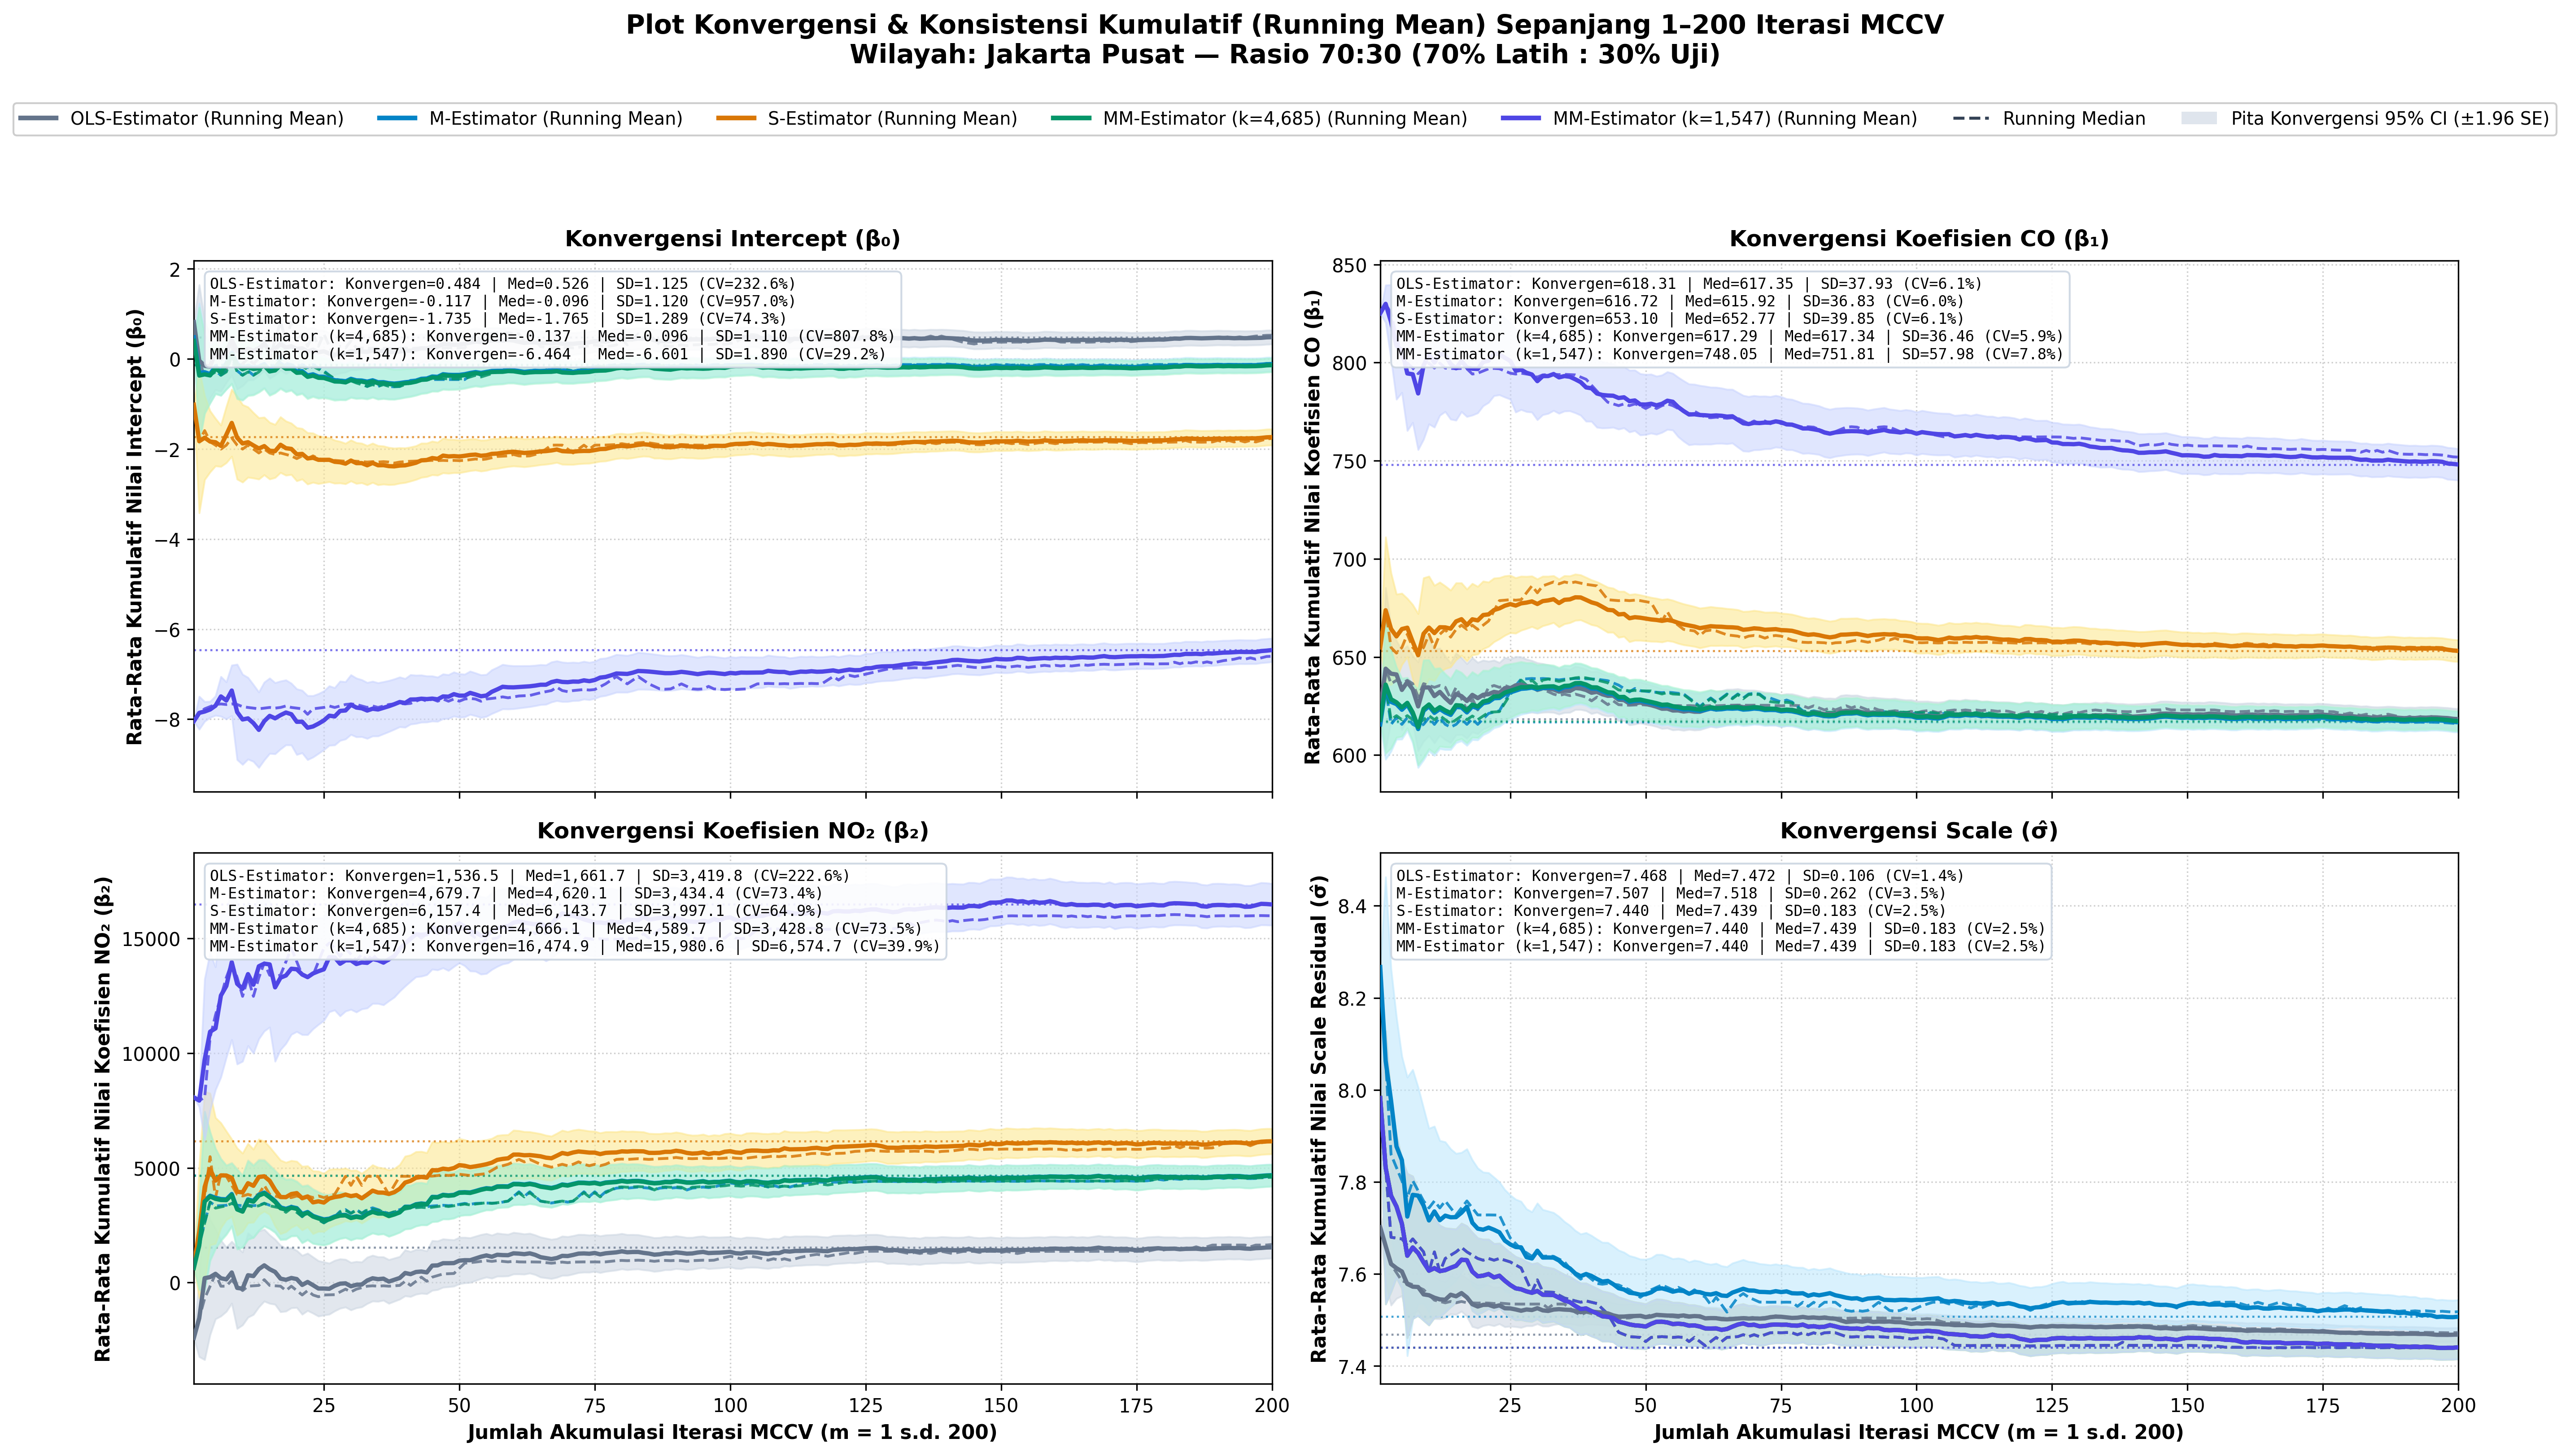 Plot Konvergensi & Konsistensi Kumulatif (Running Mean) Sepanjang 1–200 Iterasi MCCV
Wilayah: Jakarta Pusat — Rasio 70:30 (70% Latih : 30% Uji)
OLS-Estimator (Running Mean) M-Estimator (Running Mean) S-Estimator (Running Mean) MM-Estimator (k=4,685) (Running Mean) MM-Estimator (k=1,547) (Running Mean) Running Median Pita Konvergensi 95% CI (±1.96 SE)
Konvergensi Intercept (β₀)
OLS-Estimator: Konvergen=0.484 | Med=0.526 | SD=1.125 (CV=232.6%)
M-Estimator: Konvergen=-0.117 | Med=-0.096 | SD=1.120 (CV=957.0%)
S-Estimator: Konvergen=-1.735 | Med=-1.765 | SD=1.289 (CV=74.3%)
MM-Estimator (k=4,685): Konvergen=-0.137 | Med=-0.096 | SD=1.110 (CV=807.8%)
MM-Estimator (k=1,547): Konvergen=-6.464 | Med=-6.601 | SD=1.890 (CV=29.2%)
Rata-Rata Kumulatif Nilai Intercept (β₀)
2
0
−2
−4
−6
−8
Konvergensi Koefisien CO (β₁)
OLS-Estimator: Konvergen=618.31 | Med=617.35 | SD=37.93 (CV=6.1%)
M-Estimator: Konvergen=616.72 | Med=615.92 | SD=36.83 (CV=6.0%)
S-Estimator: Konvergen=653.10 | Med=652.77 | SD=39.85 (CV=6.1%)
MM-Estimator (k=4,685): Konvergen=617.29 | Med=617.34 | SD=36.46 (CV=5.9%)
MM-Estimator (k=1,547): Konvergen=748.05 | Med=751.81 | SD=57.98 (CV=7.8%)
Rata-Rata Kumulatif Nilai Koefisien CO (β₁)
850
800
750
700
650
600
Konvergensi Koefisien NO₂ (β₂)
OLS-Estimator: Konvergen=1,536.5 | Med=1,661.7 | SD=3,419.8 (CV=222.6%)
M-Estimator: Konvergen=4,679.7 | Med=4,620.1 | SD=3,434.4 (CV=73.4%)
S-Estimator: Konvergen=6,157.4 | Med=6,143.7 | SD=3,997.1 (CV=64.9%)
MM-Estimator (k=4,685): Konvergen=4,666.1 | Med=4,589.7 | SD=3,428.8 (CV=73.5%)
MM-Estimator (k=1,547): Konvergen=16,474.9 | Med=15,980.6 | SD=6,574.7 (CV=39.9%)
Rata-Rata Kumulatif Nilai Koefisien NO₂ (β₂)
15000
10000
5000
0
25 50 75 100 125 150 175 200
Jumlah Akumulasi Iterasi MCCV (m = 1 s.d. 200)
Konvergensi Scale (σ̂)
OLS-Estimator: Konvergen=7.468 | Med=7.472 | SD=0.106 (CV=1.4%)
M-Estimator: Konvergen=7.507 | Med=7.518 | SD=0.262 (CV=3.5%)
S-Estimator: Konvergen=7.440 | Med=7.439 | SD=0.183 (CV=2.5%)
MM-Estimator (k=4,685): Konvergen=7.440 | Med=7.439 | SD=0.183 (CV=2.5%)
MM-Estimator (k=1,547): Konvergen=7.440 | Med=7.439 | SD=0.183 (CV=2.5%)
Rata-Rata Kumulatif Nilai Scale Residual (σ̂)
8.4
8.2
8.0
7.8
7.6
7.4
25 50 75 100 125 150 175 200
Jumlah Akumulasi Iterasi MCCV (m = 1 s.d. 200)